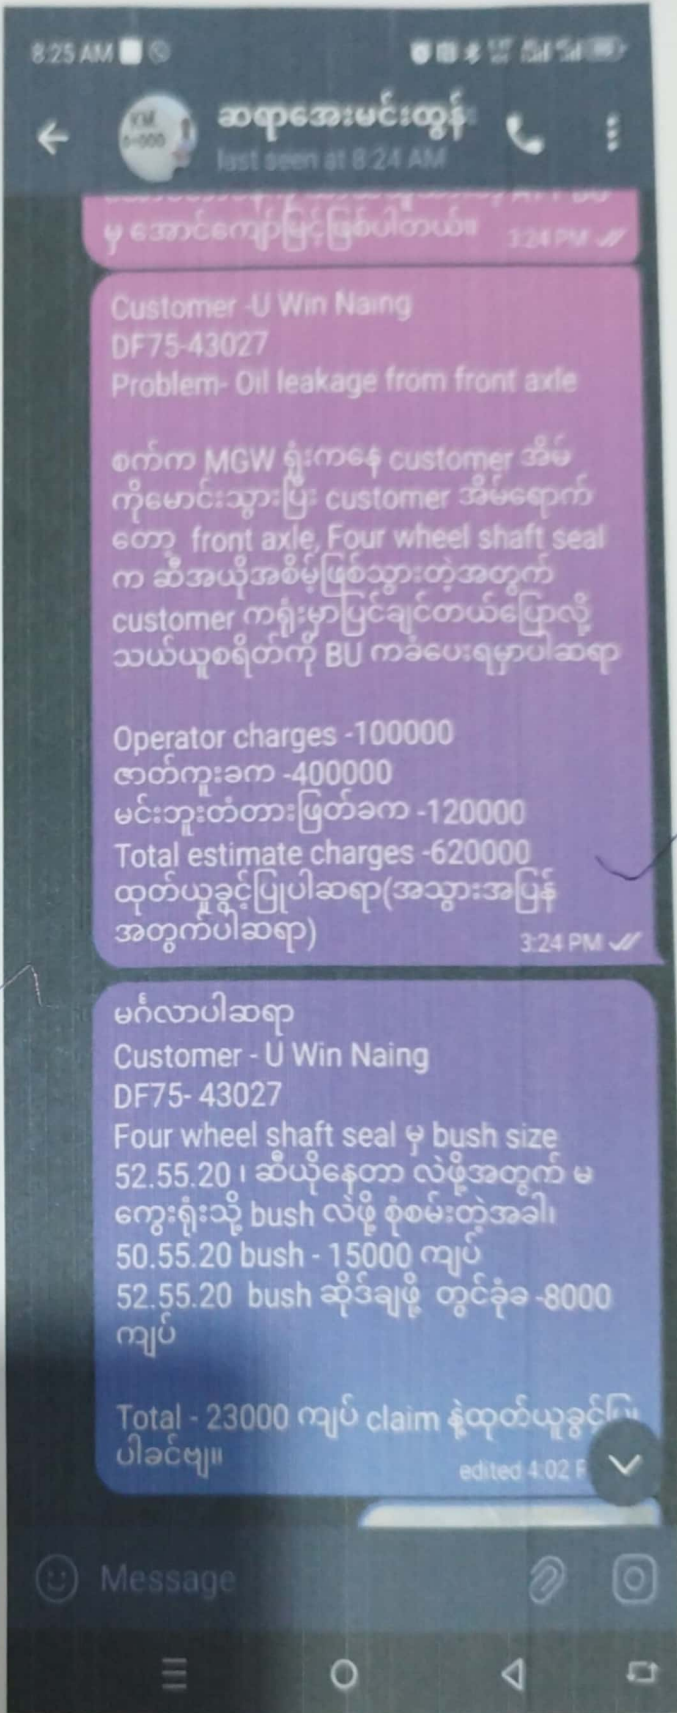 8:25 AM
ဆရာအေးမင်းထွန်း
last seen at 8:24 AM
မှ အောင်ကျော်မြင့်ဖြစ်ပါတယ်။
3:24 PM
Customer -U Win Naing
DF75-43027
Problem- Oil leakage from front axle
စက်က MGW ရုံးကနေ customer အိမ်
ကိုမောင်းသွားပြီး customer အိမ်ရောက်
တော့ front axle, Four wheel shaft seal
က ဆီအယိုအစိမ့်ဖြစ်သွားတဲ့အတွက်
customer ကရုံးမှာပြင်ချင်တယ်ပြောလို့
သယ်ယူစရိတ်ကို BU ကခံပေးရမှာပါဆရာ
Operator charges -100000
ဇာတ်ကူးခက -400000
မင်းဘူးတံတားဖြတ်ခက -120000
Total estimate charges -620000
ထုတ်ယူခွင့်ပြုပါဆရာ(အသွားအပြန်
အတွက်ပါဆရာ)
3:24 PM
မင်္ဂလာပါဆရာ
Customer - U Win Naing
DF75- 43027
Four wheel shaft seal မှ bush size
52.55.20 ၊ ဆီယိုနေတာ လဲဖို့အတွက် မ
ကွေးရုံးသို့ bush လဲဖို့ စုံစမ်းတဲ့အခါ၊
50.55.20 bush - 15000 ကျပ်
52.55.20 bush ဆိုဒ်ချဖို့ တွင်ခုံခ -8000
ကျပ်
Total - 23000 ကျပ် claim နဲ့ထုတ်ယူခွင့်ပြု
ပါခင်ဗျ။
edited 4:02 P
Message